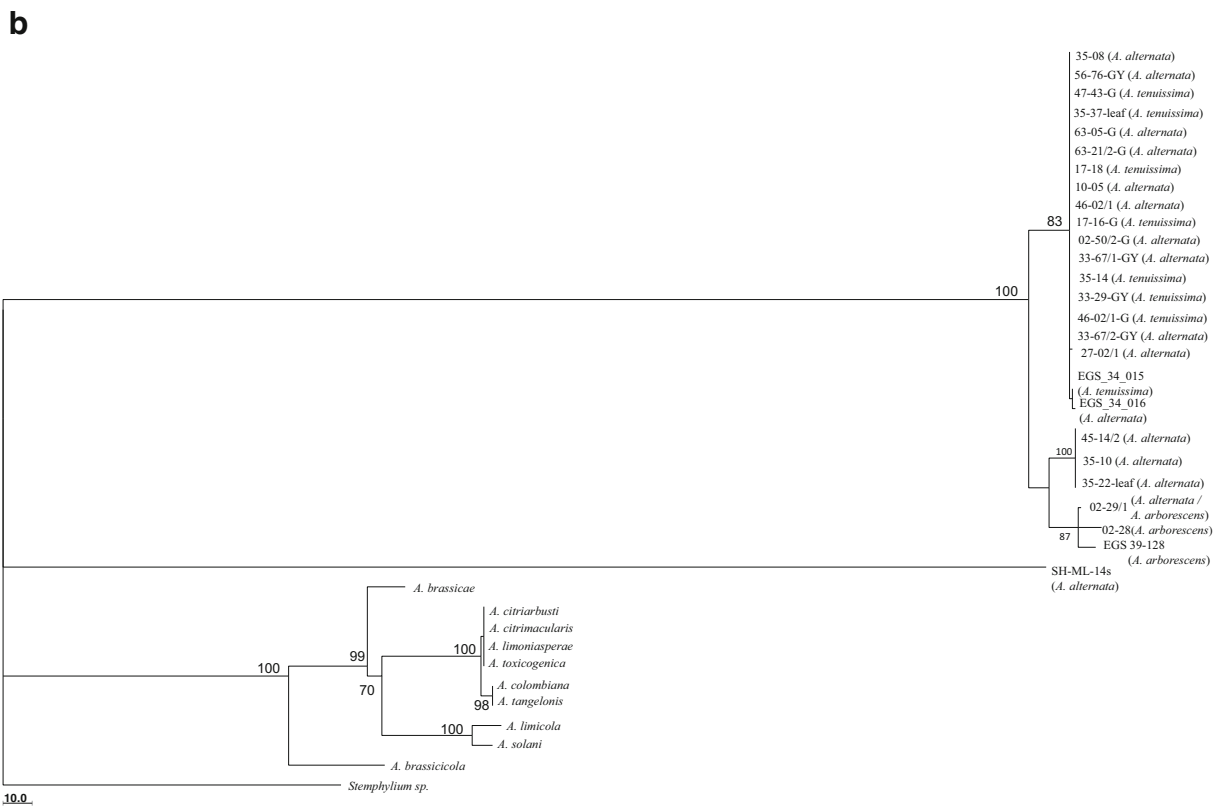 b
35-08 (A. alternata)
56-76-GY (A. alternata)
47-43-G (A. tenuissima)
35-37-leaf (A. tenuissima)
63-05-G (A. alternata)
63-21/2-G (A. alternata)
17-18 (A. tenuissima)
10-05 (A. alternata)
46-02/1 (A. alternata)
83
17-16-G (A. tenuissima)
02-50/2-G (A. alternata)
33-67/1-GY (A. alternata)
35-14 (A. tenuissima)
100
33-29-GY (A. tenuissima)
46-02/1-G (A. tenuissima)
33-67/2-GY (A. alternata)
27-02/1 (A. alternata)
EGS_34_015
(A. tenuissima)
EGS_34_016
(A. alternata)
45-14/2 (A. alternata)
100
35-10 (A. alternata)
35-22-leaf (A. alternata)
02-29/1 (A. alternata /
A. arborescens)
02-28(A. arborescens)
87
EGS 39-128
(A. arborescens)
SH-ML-14s
(A. alternata)
A. brassicae
A. citriarbusti
A. citrimacularis
A. limoniasperae
100
99
A. toxicogenica
100
70
A. colombiana
A. tangelonis
98
A. limicola
100
A. solani
A. brassicicola
Stemphylium sp.
10.0